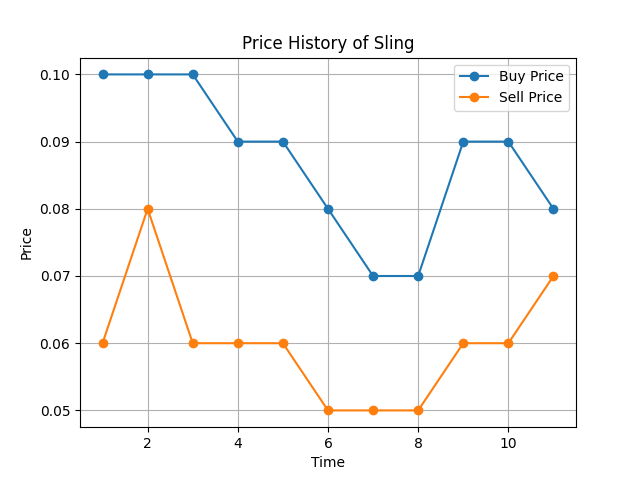 Price History of Sling
Buy Price
Sell Price
0.10
0.09
0.08
0.07
0.06
0.05
Price
2 4 6 8 10
Time